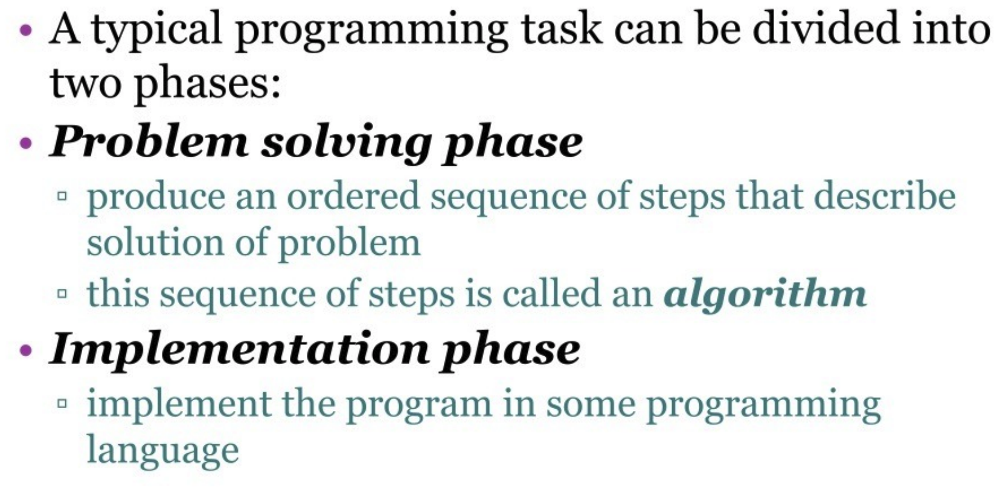 • A typical programming task can be divided into
two phases:
• Problem solving phase
▫ produce an ordered sequence of steps that describe
solution of problem
▫ this sequence of steps is called an algorithm
• Implementation phase
▫ implement the program in some programming
language